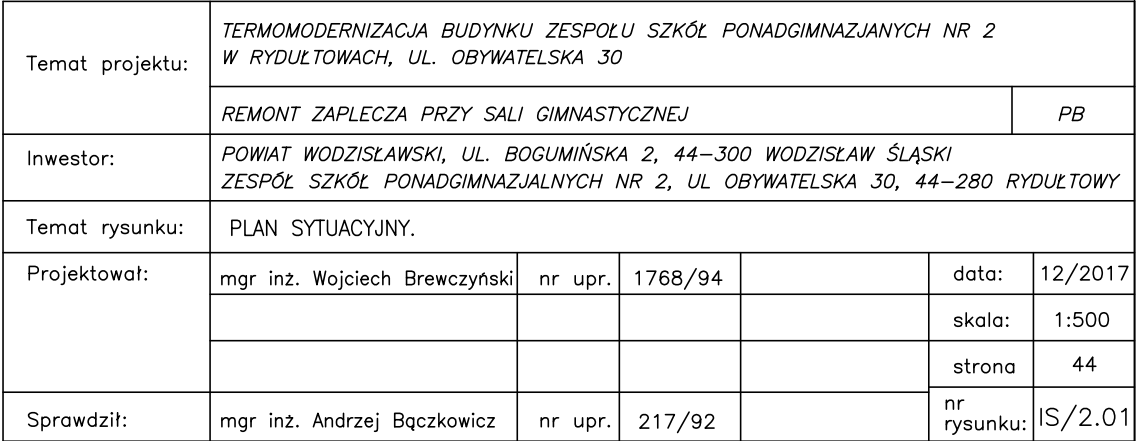 Temat projektu:
TERMOMODERNIZACJA BUDYNKU ZESPOŁU SZKÓŁ PONADGIMNAZJANYCH NR 2
W RYDUŁTOWACH, UL. OBYWATELSKA 30
REMONT ZAPLECZA PRZY SALI GIMNASTYCZNEJ PB
Inwestor:
POWIAT WODZISŁAWSKI, UL. BOGUMIŃSKA 2, 44-300 WODZISŁAW ŚLĄSKI
ZESPÓŁ SZKÓŁ PONADGIMNAZJALNYCH NR 2, UL OBYWATELSKA 30, 44-280 RYDUŁTOWY
Temat rysunku: PLAN SYTUACYJNY.
Projektował: mgr inż. Wojciech Brewczyński nr upr. 1768/94 data: 12/2017
skala: 1:500
strona 44
Sprawdził: mgr inż. Andrzej Bączkowicz nr upr. 217/92 nr
rysunku: IS/2.01